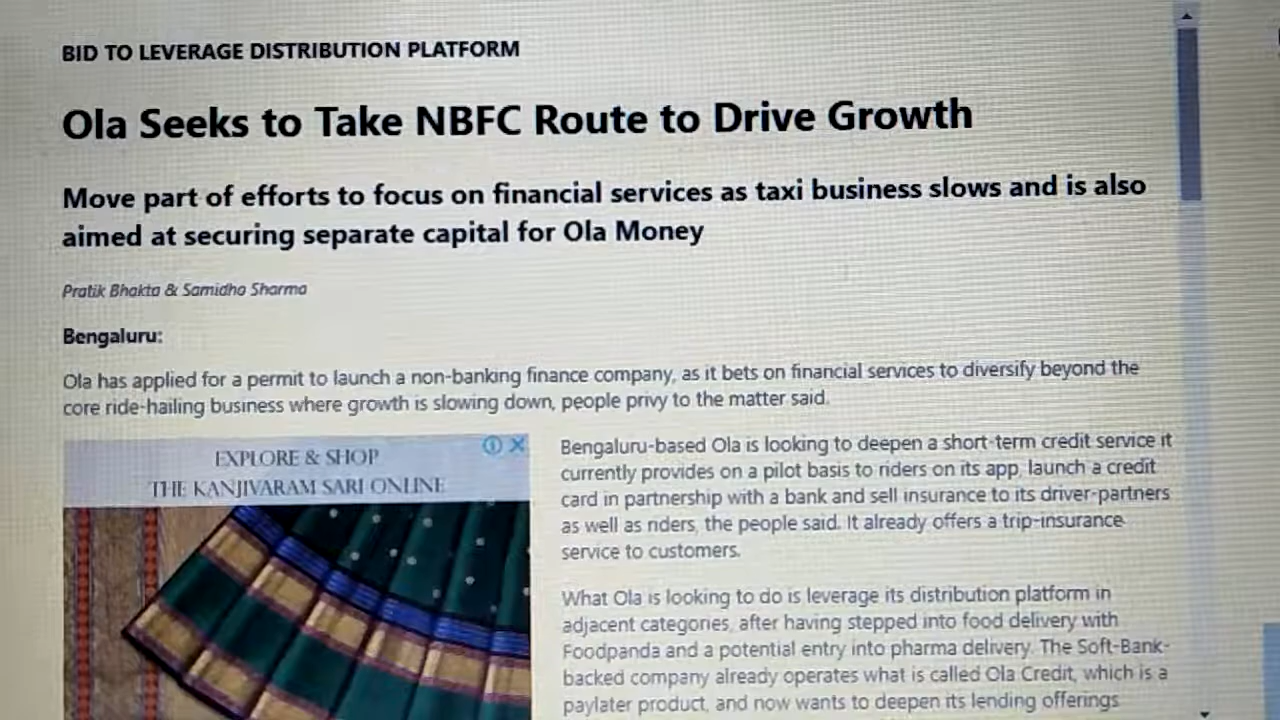 BID TO LEVERAGE DISTRIBUTION PLATFORM
Ola Seeks to Take NBFC Route to Drive Growth
Move part of efforts to focus on financial services as taxi business slows and is also
aimed at securing separate capital for Ola Money
Pratik Bhakta & Samidha Sharma
Bengaluru:
Ola has applied for a permit to launch a non-banking finance company, as it bets on financial services to diversify beyond the
core ride-hailing business where growth is slowing down, people privy to the matter said.
EXPLORE & SHOP
THE KANJIVARAM SARI ONLINE
Bengaluru-based Ola is looking to deepen a short-term credit service it
currently provides on a pilot basis to riders on its app, launch a credit
card in partnership with a bank and sell insurance to its driver-partners
as well as riders, the people said. It already offers a trip-insurance
service to customers.
What Ola is looking to do is leverage its distribution platform in
adjacent categories, after having stepped into food delivery with
Foodpanda and a potential entry into pharma delivery. The Soft-Bank-
backed company already operates what is called Ola Credit, which is a
paylater product, and now wants to deepen its lending offerings